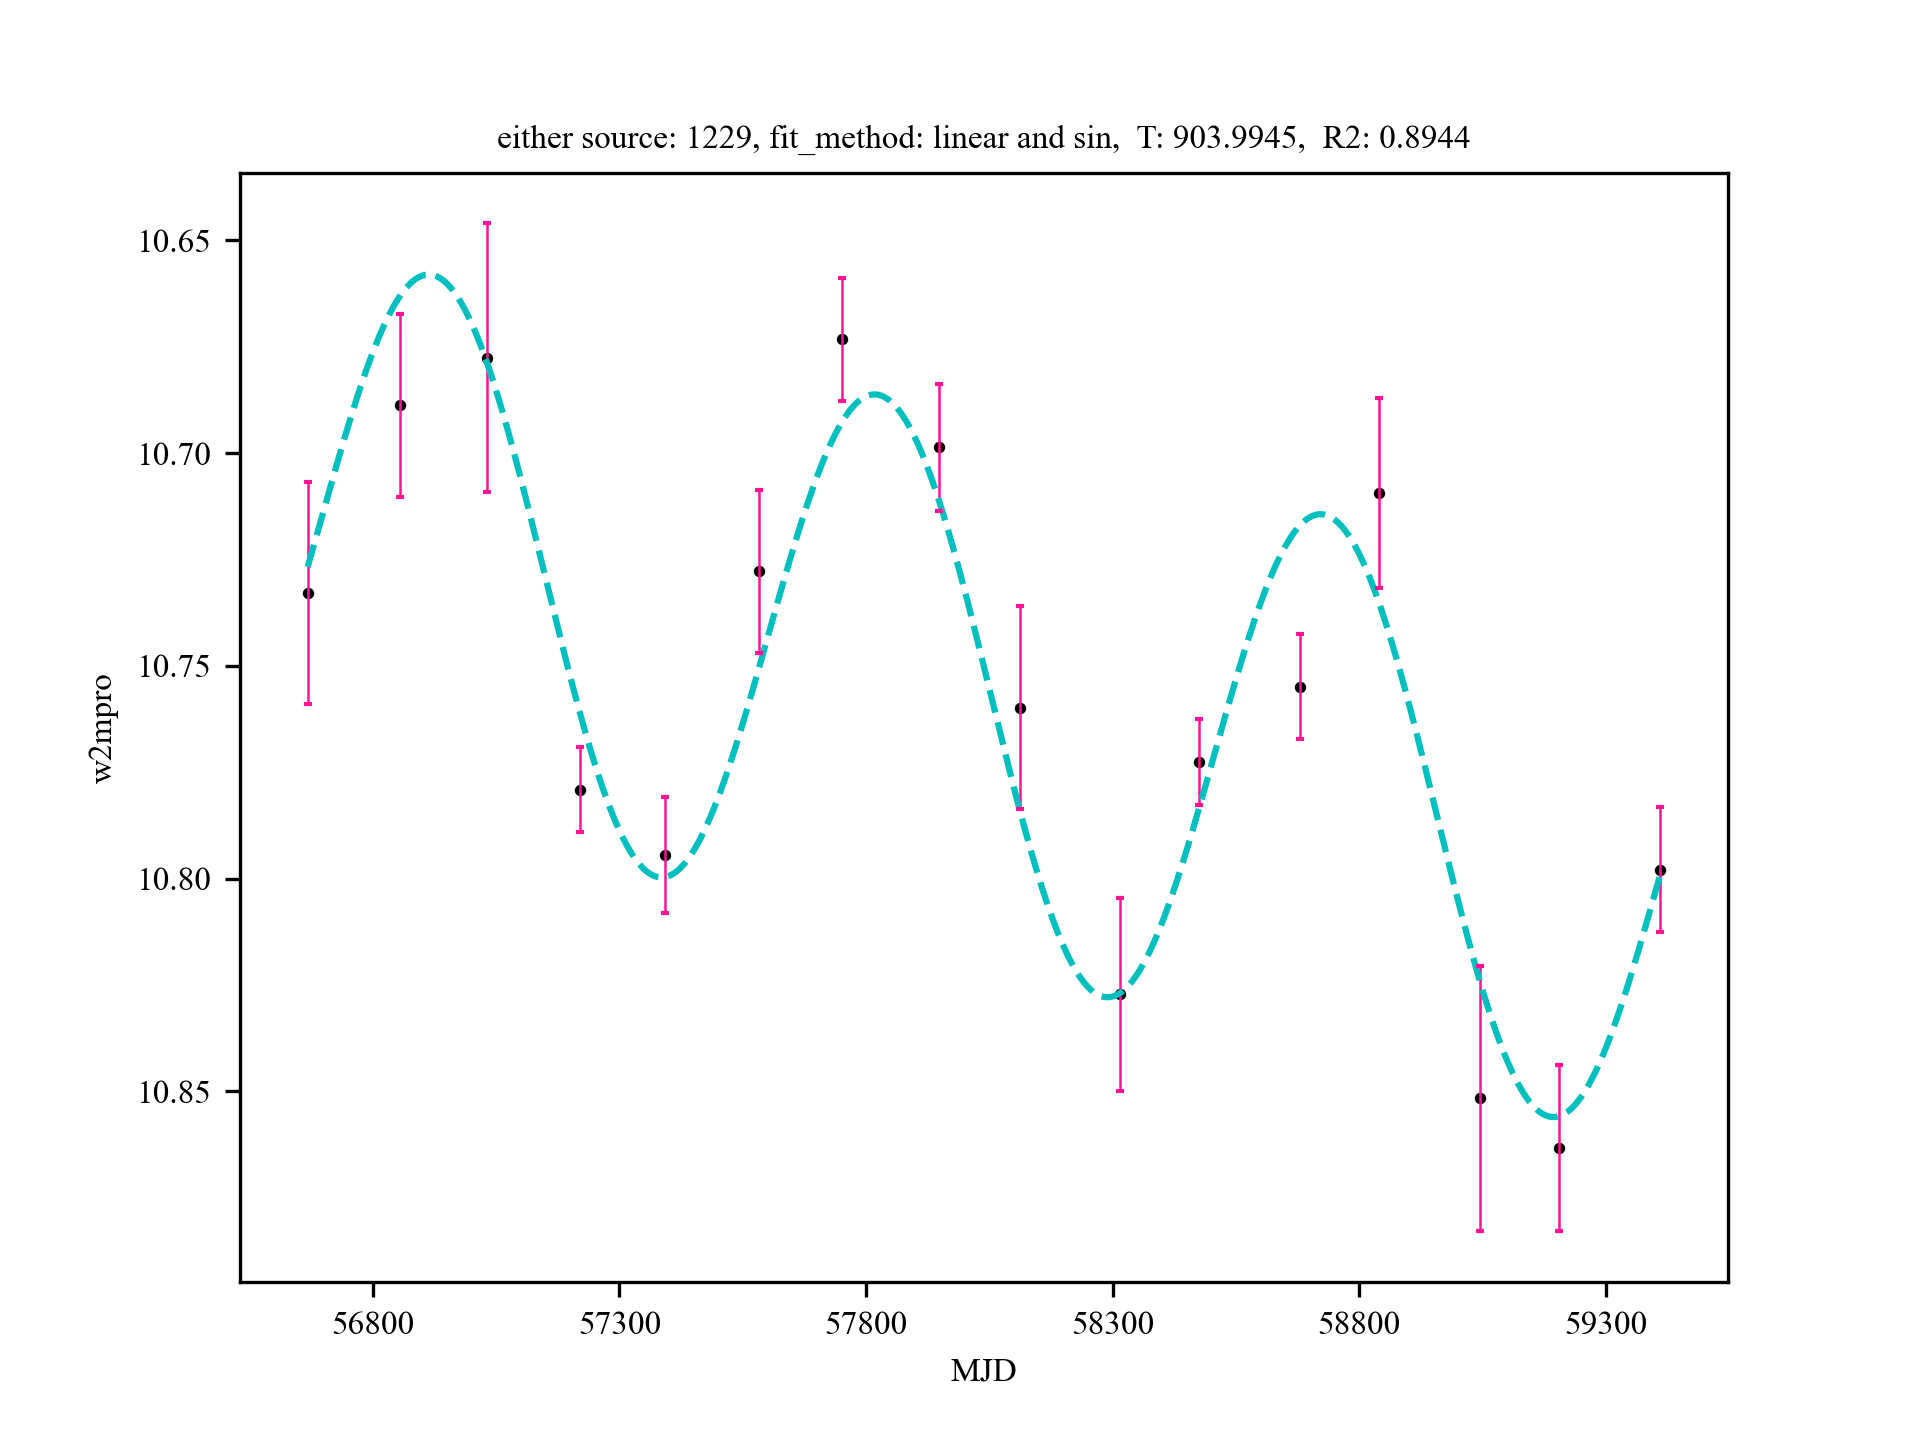 either source: 1229, fit_method: linear and sin,  T: 903.9945,  R2: 0.8944
10.65
10.70
10.75
10.80
10.85
w2mpro
56800 57300 57800 58300 58800 59300
MJD